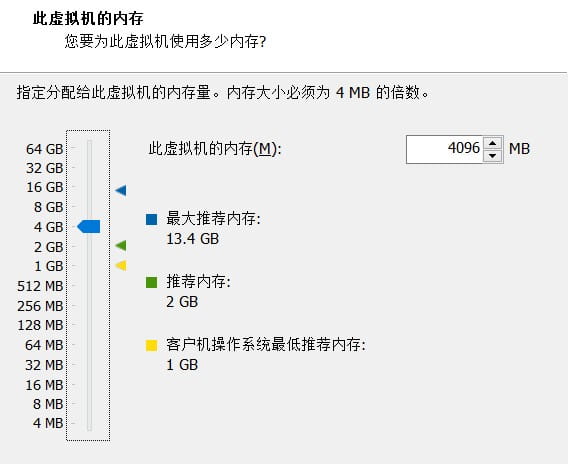 此虚拟机的内存
您要为此虚拟机使用多少内存?
指定分配给此虚拟机的内存量。内存大小必须为 4 MB 的倍数。
64 GB
32 GB
16 GB
8 GB
4 GB
2 GB
1 GB
512 MB
256 MB
128 MB
64 MB
32 MB
16 MB
8 MB
4 MB
此虚拟机的内存(M): 4096 MB
最大推荐内存:
13.4 GB
推荐内存:
2 GB
客户机操作系统最低推荐内存:
1 GB